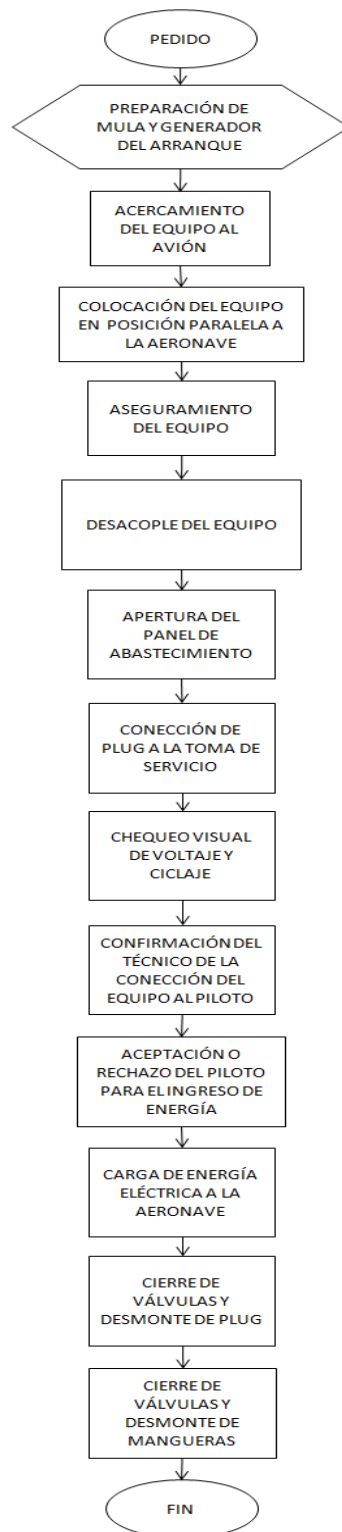 PEDIDO
PREPARACIÓN DE
MULA Y GENERADOR
DEL ARRANQUE
ACERCAMIENTO
DEL EQUIPO AL
AVIÓN
COLOCACIÓN DEL EQUIPO
EN POSICIÓN PARALELA A
LA AERONAVE
ASEGURAMIENTO
DEL EQUIPO
DESACOPLE DEL EQUIPO
APERTURA DEL
PANEL DE
ABASTECIMIENTO
CONECCIÓN DE
PLUG A LA TOMA DE
SERVICIO
CHEQUEO VISUAL
DE VOLTAJE Y
CICLAJE
CONFIRMACIÓN DEL
TÉCNICO DE LA
CONECCIÓN DEL
EQUIPO AL PILOTO
ACEPTACIÓN O
RECHAZO DEL PILOTO
PARA EL INGRESO DE
ENERGÍA
CARGA DE ENERGÍA
ELÉCTRICA A LA
AERONAVE
CIERRE DE
VÁLVULAS Y
DESMONTE DE PLUG
CIERRE DE
VÁLVULAS Y
DESMONTE DE
MANGUERAS
FIN